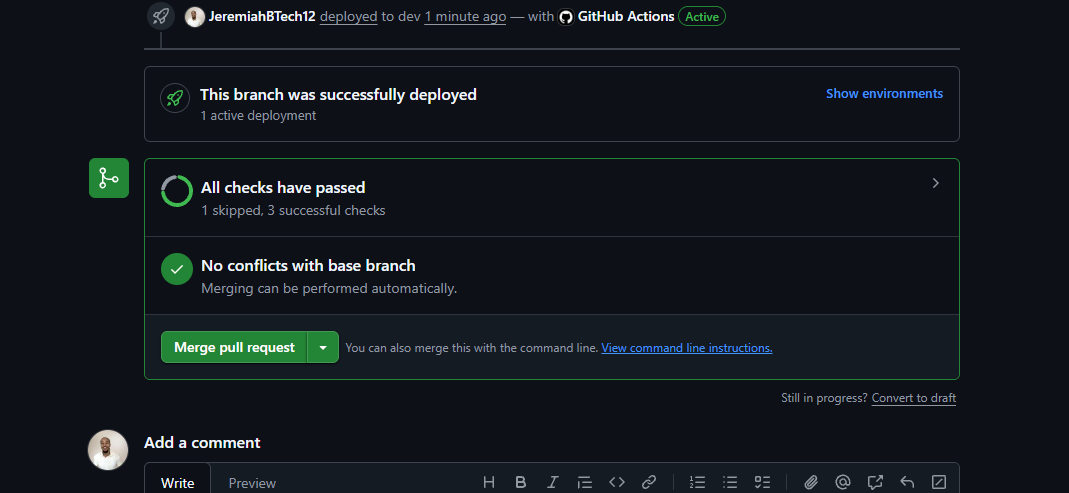 JeremiahBTech12 deployed to dev 1 minute ago — with GitHub Actions Active
This branch was successfully deployed
Show environments
1 active deployment
All checks have passed
1 skipped, 3 successful checks
No conflicts with base branch
Merging can be performed automatically.
Merge pull request
You can also merge this with the command line. View command line instructions.
Still in progress? Convert to draft
Add a comment
Write
Preview
H B I